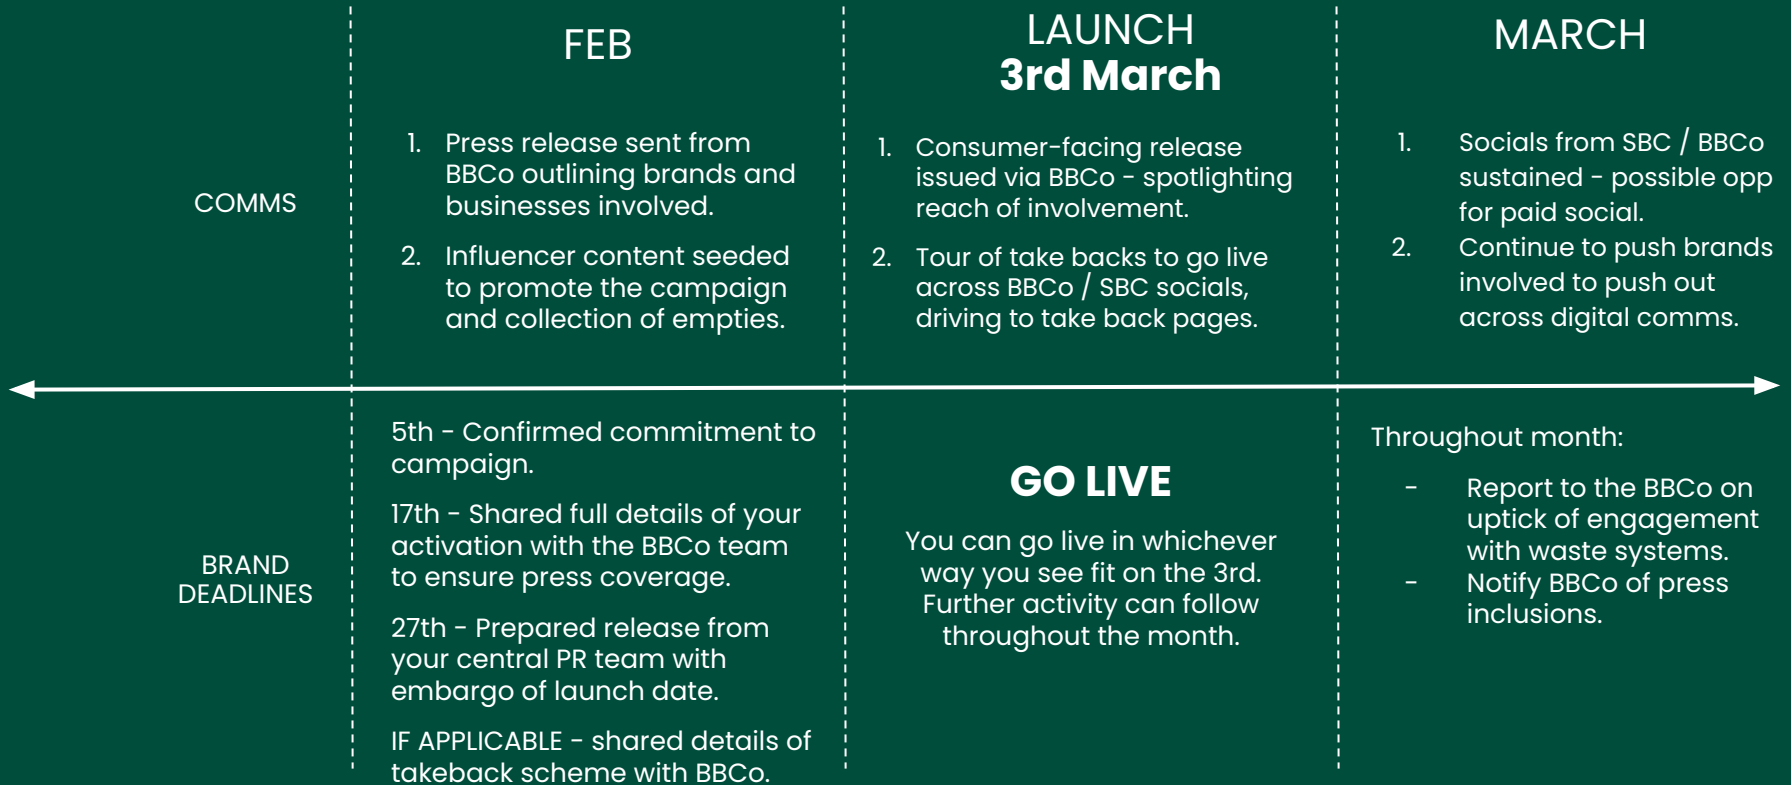 FEB
LAUNCH
3rd March
MARCH
COMMS
1. Press release sent from
BBCo outlining brands and
businesses involved.
2. Influencer content seeded
to promote the campaign
and collection of empties.
1. Consumer-facing release
issued via BBCo - spotlighting
reach of involvement.
2. Tour of take backs to go live
across BBCo / SBC socials,
driving to take back pages.
1. Socials from SBC / BBCo
sustained - possible opp
for paid social.
2. Continue to push brands
involved to push out
across digital comms.
BRAND
DEADLINES
5th - Confirmed commitment to
campaign.
17th - Shared full details of your
activation with the BBCo team
to ensure press coverage.
27th - Prepared release from
your central PR team with
embargo of launch date.
IF APPLICABLE - shared details of
takeback scheme with BBCo.
GO LIVE
You can go live in whichever
way you see fit on the 3rd.
Further activity can follow
throughout the month.
Throughout month:
- Report to the BBCo on
uptick of engagement
with waste systems.
- Notify BBCo of press
inclusions.